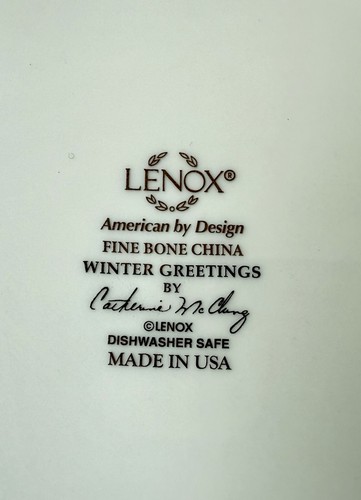 LENOX®
American by Design
FINE BONE CHINA
WINTER GREETINGS
BY
Catherine McClung
©LENOX
DISHWASHER SAFE
MADE IN USA